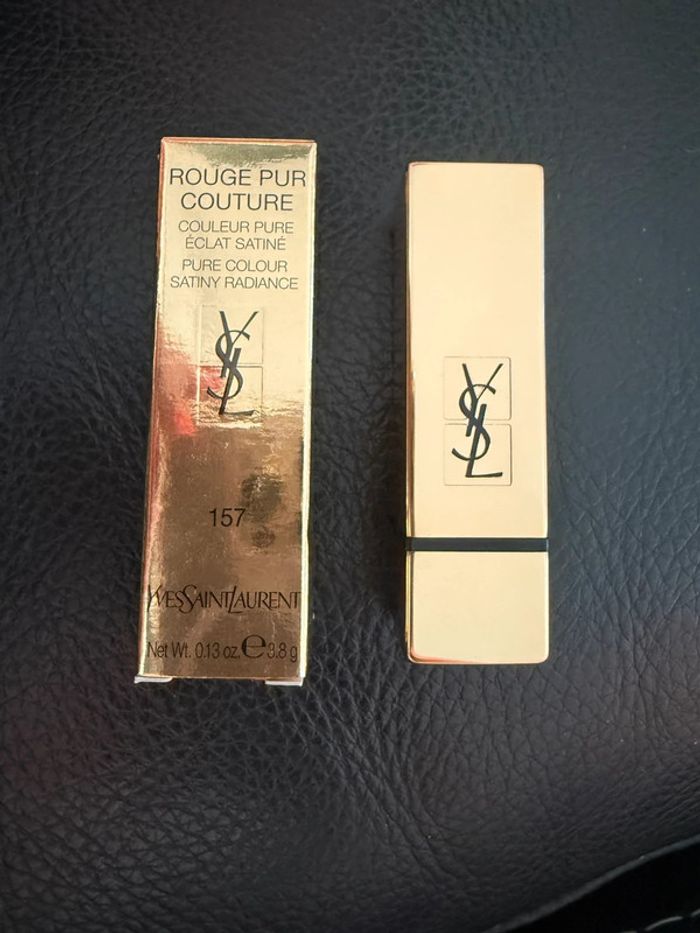 ROUGE PUR
COUTURE
COULEUR PURE
ÉCLAT SATINÉ
PURE COLOUR
SATINY RADIANCE
YSL
157
YVESSAINTLAURENT
Net Wt. 0.13 oz. ℮ 3.8 g
YSL